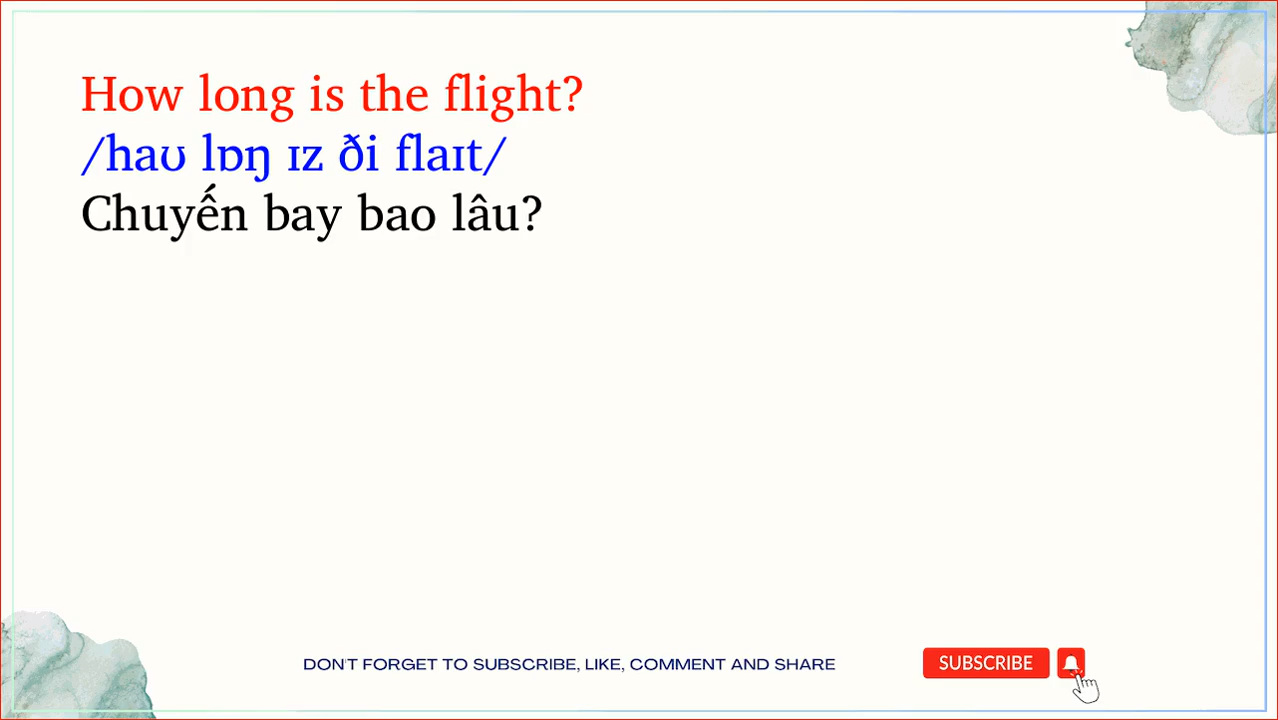 How long is the flight?
/haʊ lɒŋ ɪz ði flaɪt/
Chuyến bay bao lâu?
DON'T FORGET TO SUBSCRIBE, LIKE, COMMENT AND SHARE
SUBSCRIBE